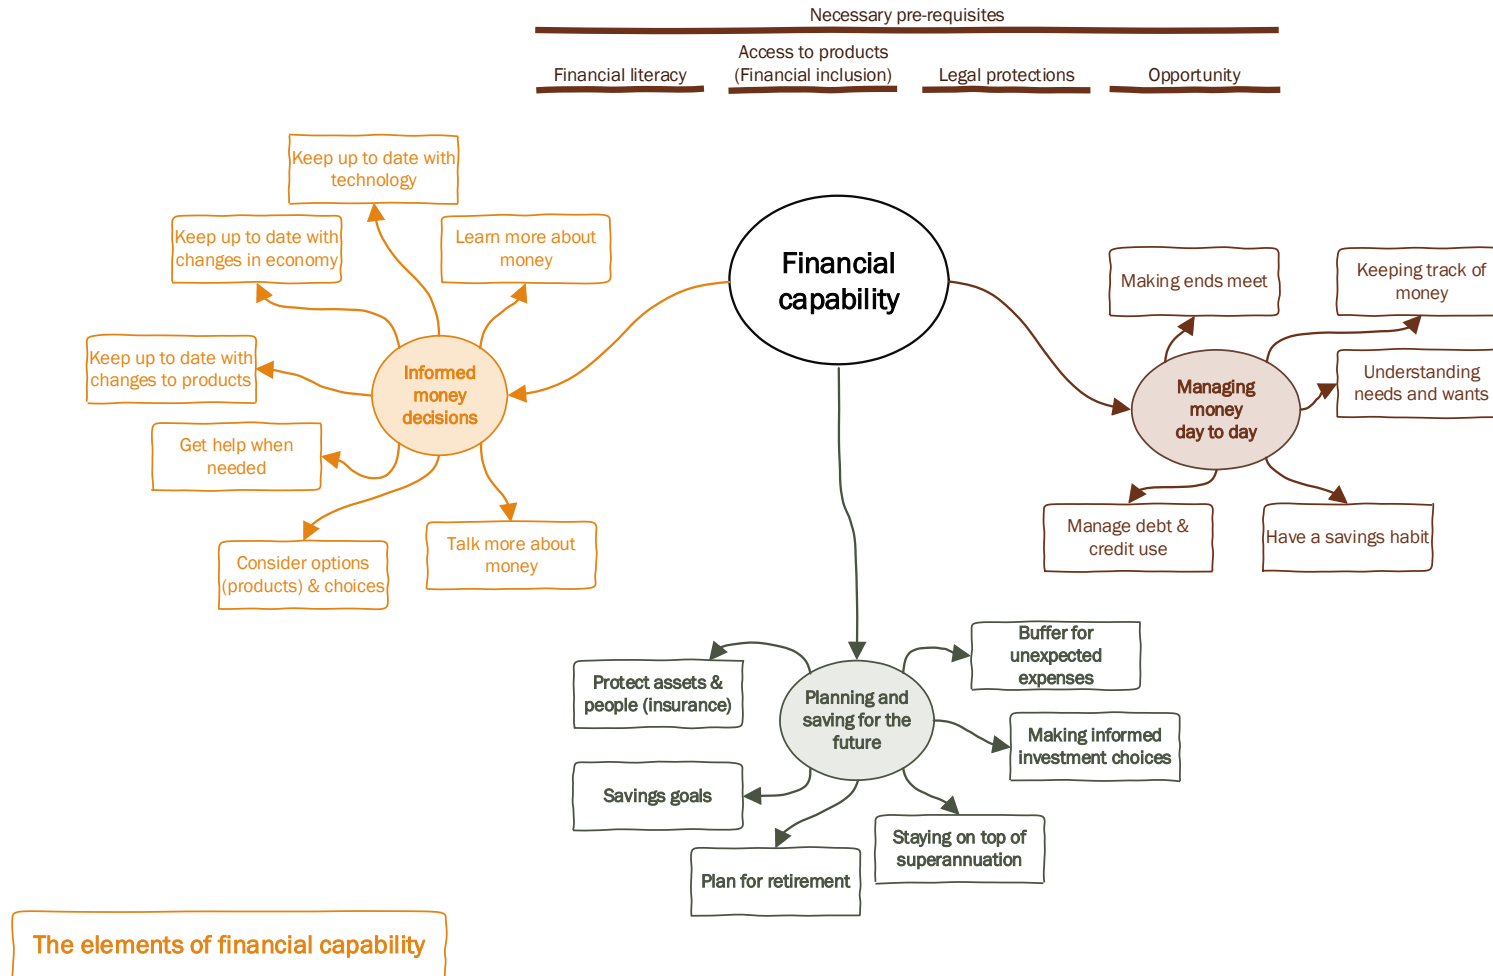 Necessary pre-requisites
Financial literacy
Access to products
(Financial inclusion)
Legal protections
Opportunity
Financial
capability
Informed
money
decisions
Keep up to date with
technology
Keep up to date with
changes in economy
Learn more about
money
Keep up to date with
changes to products
Get help when
needed
Consider options
(products) & choices
Talk more about
money
Managing
money
day to day
Making ends meet
Keeping track of
money
Understanding
needs and wants
Manage debt &
credit use
Have a savings habit
Planning and
saving for the
future
Protect assets &
people (insurance)
Buffer for
unexpected
expenses
Making informed
investment choices
Savings goals
Staying on top of
superannuation
Plan for retirement
The elements of financial capability